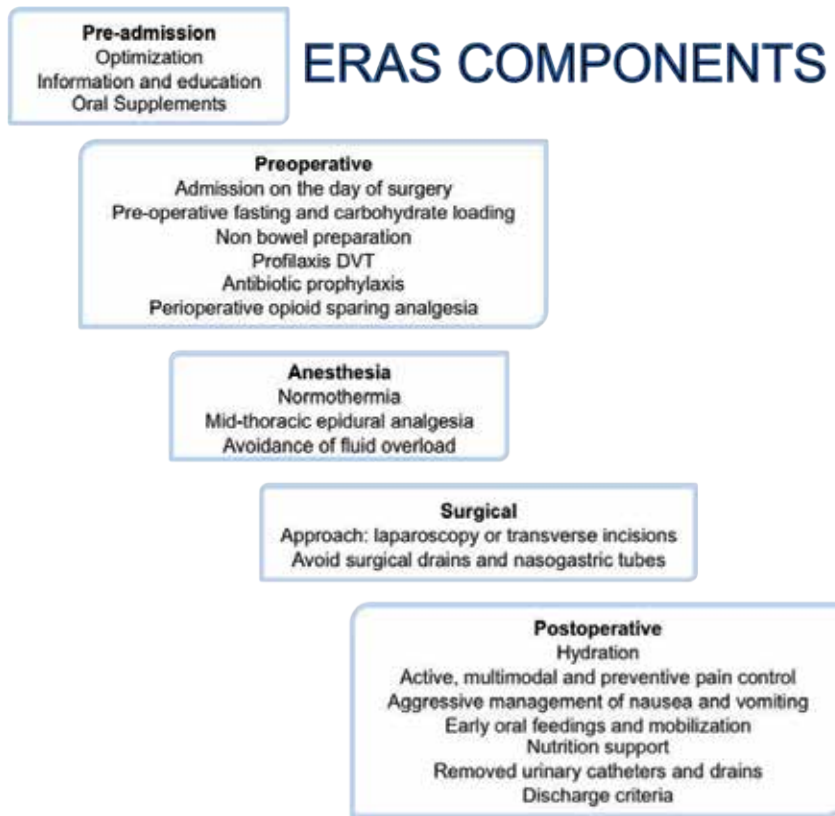 Pre-admission
Optimization
Information and education
Oral Supplements
ERAS COMPONENTS
Preoperative
Admission on the day of surgery
Pre-operative fasting and carbohydrate loading
Non bowel preparation
Profilaxis DVT
Antibiotic prophylaxis
Perioperative opioid sparing analgesia
Anesthesia
Normothermia
Mid-thoracic epidural analgesia
Avoidance of fluid overload
Surgical
Approach: laparoscopy or transverse incisions
Avoid surgical drains and nasogastric tubes
Postoperative
Hydration
Active, multimodal and preventive pain control
Aggressive management of nausea and vomiting
Early oral feedings and mobilization
Nutrition support
Removed urinary catheters and drains
Discharge criteria